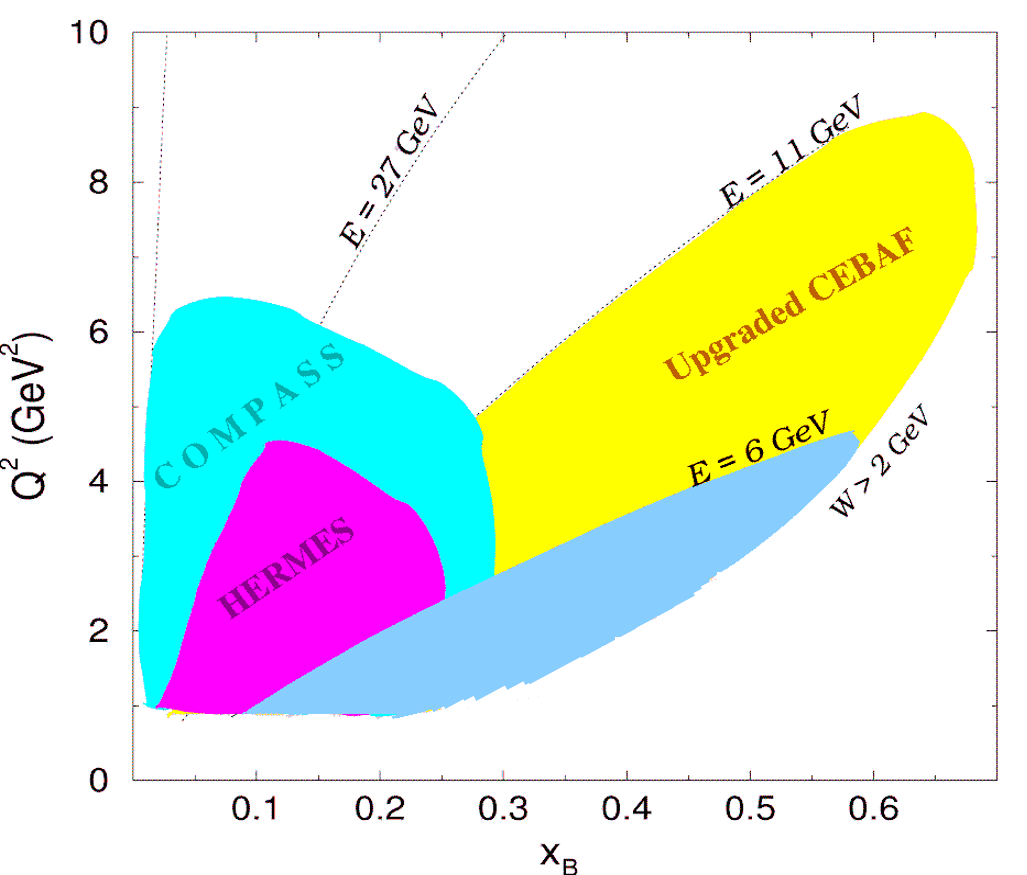 10
8
6
4
2
0
Q² (GeV²)
E = 27 GeV
E = 11 GeV
Upgraded CEBAF
COMPASS
E = 6 GeV
W > 2 GeV
HERMES
0.1 0.2 0.3 0.4 0.5 0.6
x_B